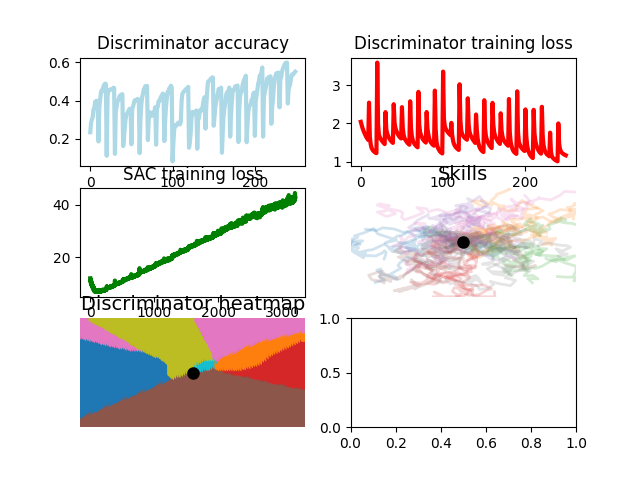 Discriminator accuracy
0.6
0.4
0.2
0 100 200
Discriminator training loss
3
2
1
0 100 200
SAC training loss
40
20
0 1000 2000 3000
Skills
Discriminator heatmap
1.0
0.5
0.0
0.0 0.2 0.4 0.6 0.8 1.0